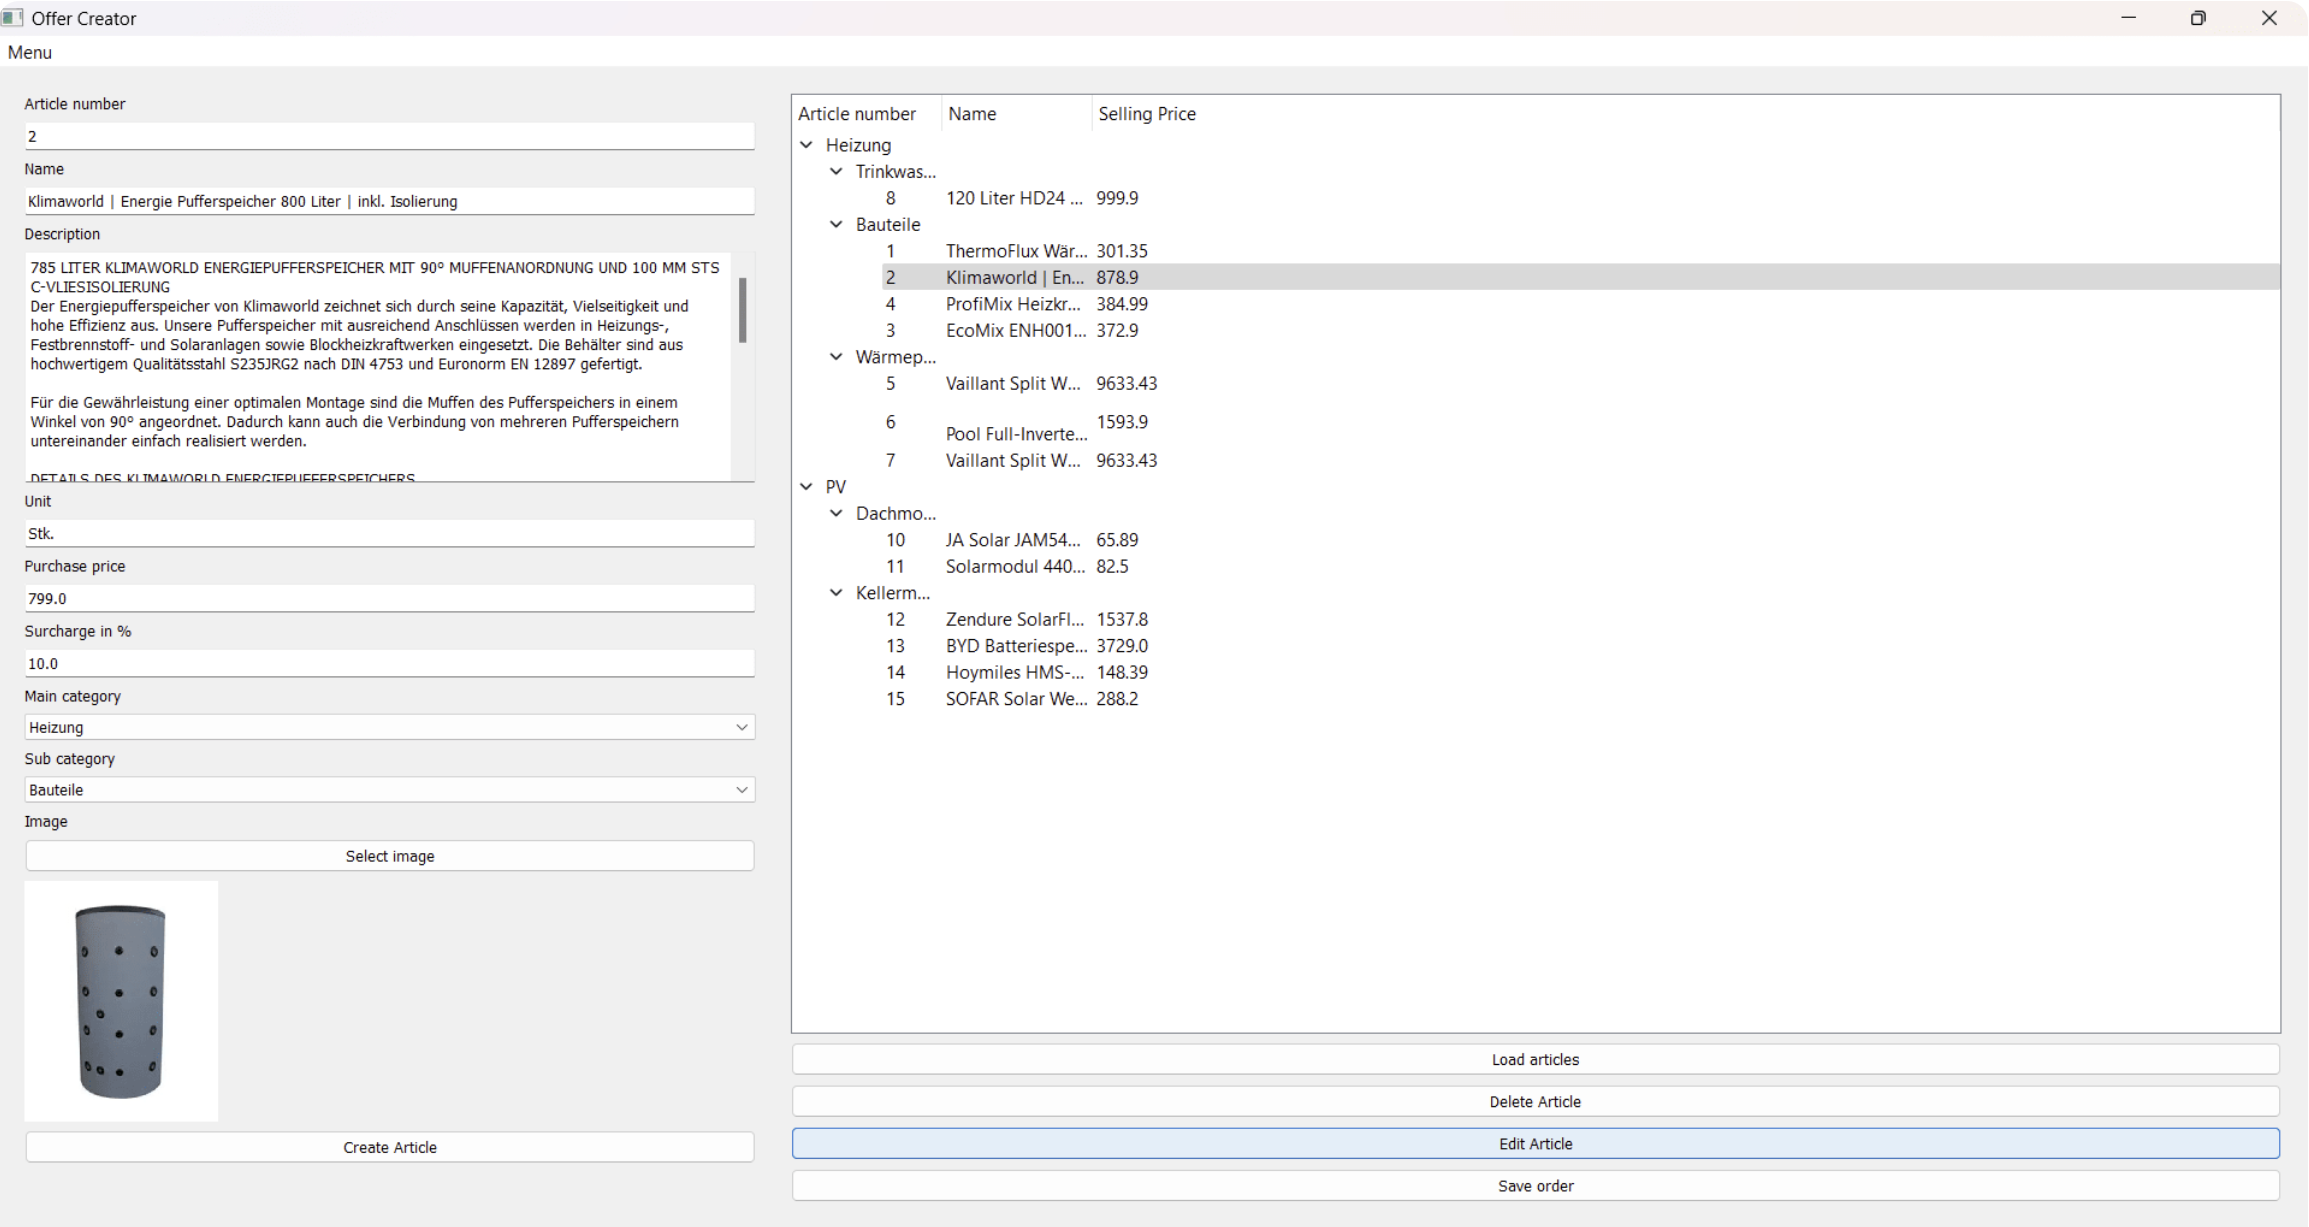 Offer Creator
Menu
Article number
2
Name
Klimaworld | Energie Pufferspeicher 800 Liter | inkl. Isolierung
Description
785 LITER KLIMAWORLD ENERGIEPUFFERSPEICHER MIT 90° MUFFENANORDNUNG UND 100 MM STS
C-VLIESISOLIERUNG
Der Energiepufferspeicher von Klimaworld zeichnet sich durch seine Kapazität, Vielseitigkeit und
hohe Effizienz aus. Unsere Pufferspeicher mit ausreichend Anschlüssen werden in Heizungs-,
Festbrennstoff- und Solaranlagen sowie Blockheizkraftwerken eingesetzt. Die Behälter sind aus
hochwertigem Qualitätsstahl S235JRG2 nach DIN 4753 und Euronorm EN 12897 gefertigt.
Für die Gewährleistung einer optimalen Montage sind die Muffen des Pufferspeichers in einem
Winkel von 90° angeordnet. Dadurch kann auch die Verbindung von mehreren Pufferspeichern
untereinander einfach realisiert werden.
DETAILS DES KLIMAWORLD ENERGIEPUFFERSPEICHERS
Unit
Stk.
Purchase price
799.0
Surcharge in %
10.0
Main category
Heizung
Sub category
Bauteile
Image
Select image
Create Article
Article number Name Selling Price
Heizung
Trinkwas...
8 120 Liter HD24 ... 999.9
Bauteile
1 ThermoFlux Wär... 301.35
2 Klimaworld | En... 878.9
4 ProfiMix Heizkr... 384.99
3 EcoMix ENH001... 372.9
Wärmep...
5 Vaillant Split W... 9633.43
6 Pool Full-Inverte... 1593.9
7 Vaillant Split W... 9633.43
PV
Dachmo...
10 JA Solar JAM54... 65.89
11 Solarmodul 440... 82.5
Kellerm...
12 Zendure SolarFl... 1537.8
13 BYD Batteriespe... 3729.0
14 Hoymiles HMS-... 148.39
15 SOFAR Solar We... 288.2
Load articles
Delete Article
Edit Article
Save order